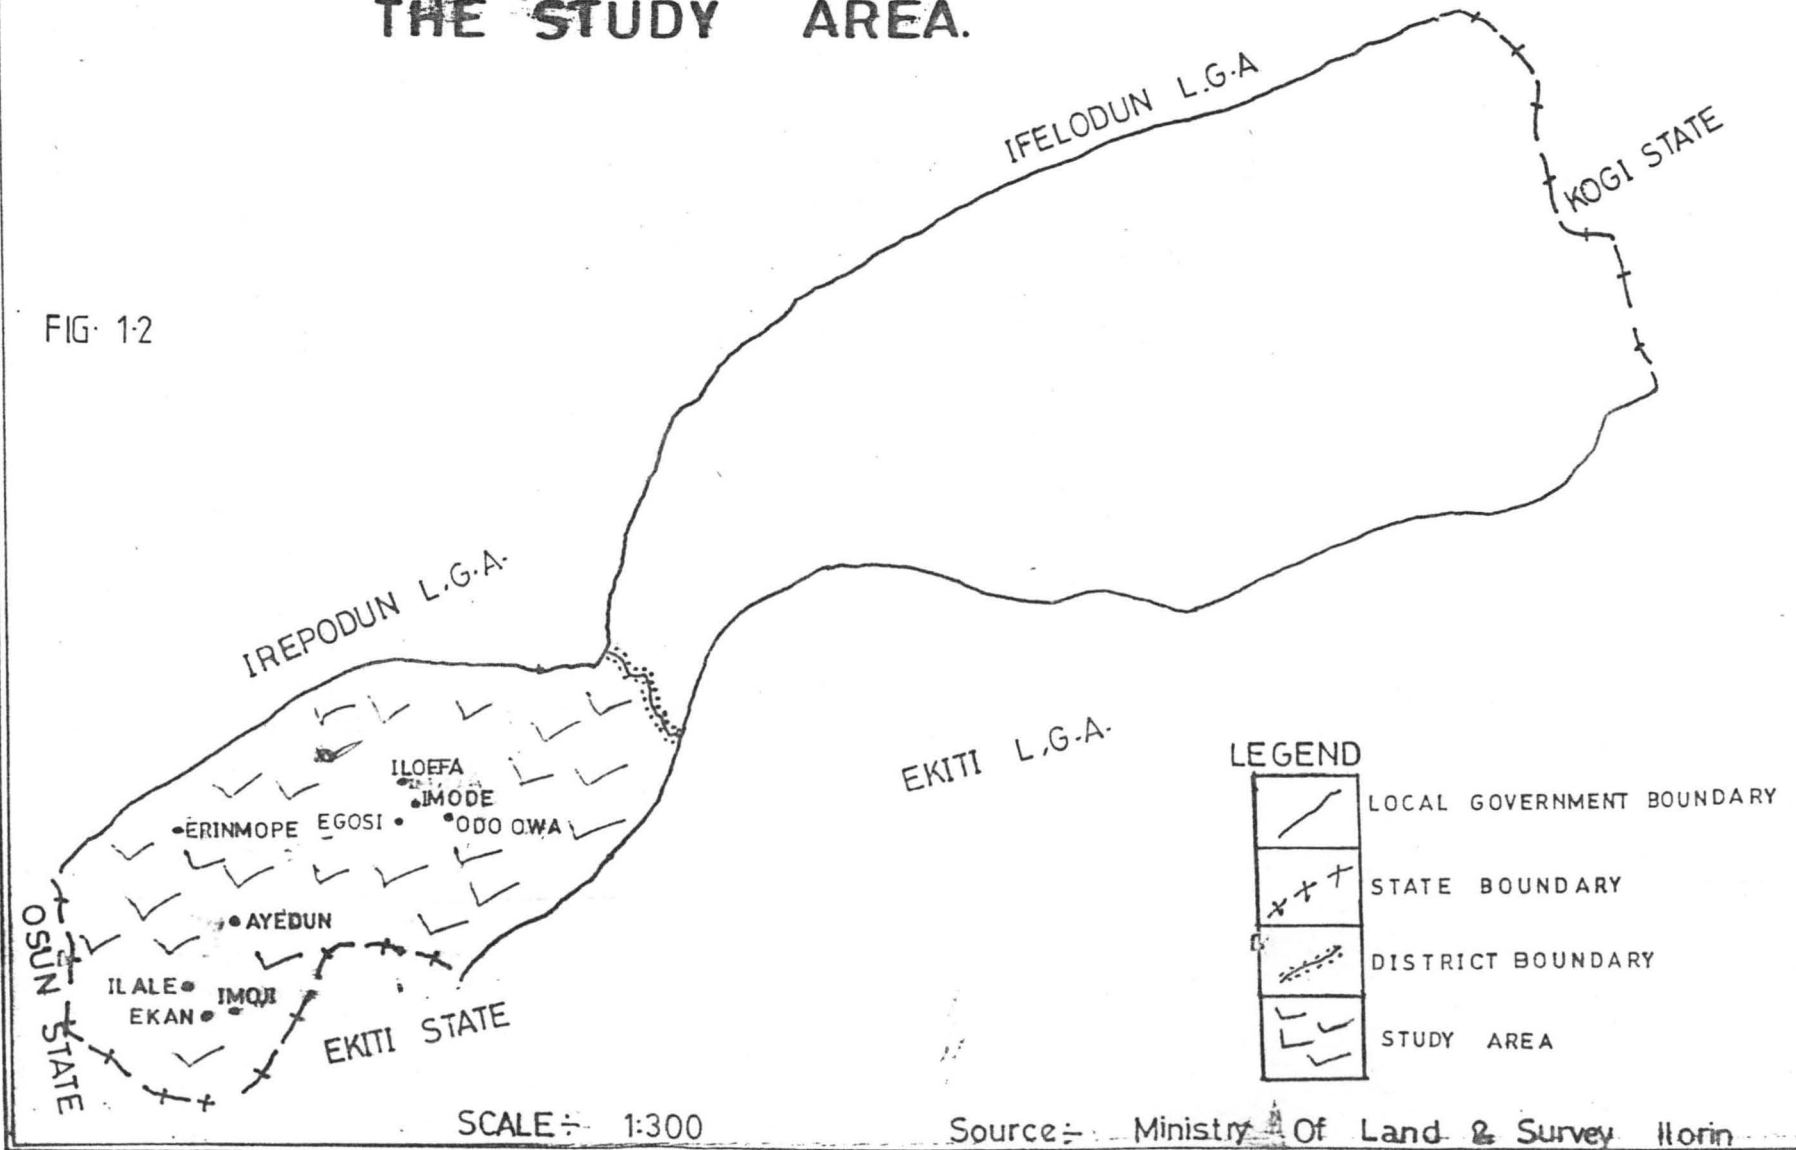 THE STUDY AREA.
IFELODUN L.G.A
KOGI STATE
FIG. 1.2
IREPODUN L.G.A.
EKITI L.G.A.
ILOFFA
IMODE
ERINMOPE
EGOSI
ODO OWA
AYEDUN
OSUN STATE
ILALE
IMOJI
EKAN
EKITI STATE
LEGEND
LOCAL GOVERNMENT BOUNDARY
STATE BOUNDARY
DISTRICT BOUNDARY
STUDY AREA
SCALE÷ 1:300
Source÷ Ministry Of Land & Survey Ilorin